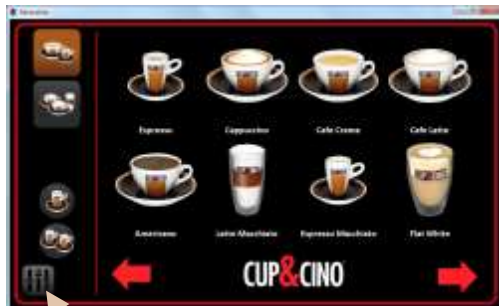 Espresso
Cappuccino
Cafe Creme
Cafe Latte
Americano
Latte Macchiato
Espresso Macchiato
Flat White
CUP&CINO